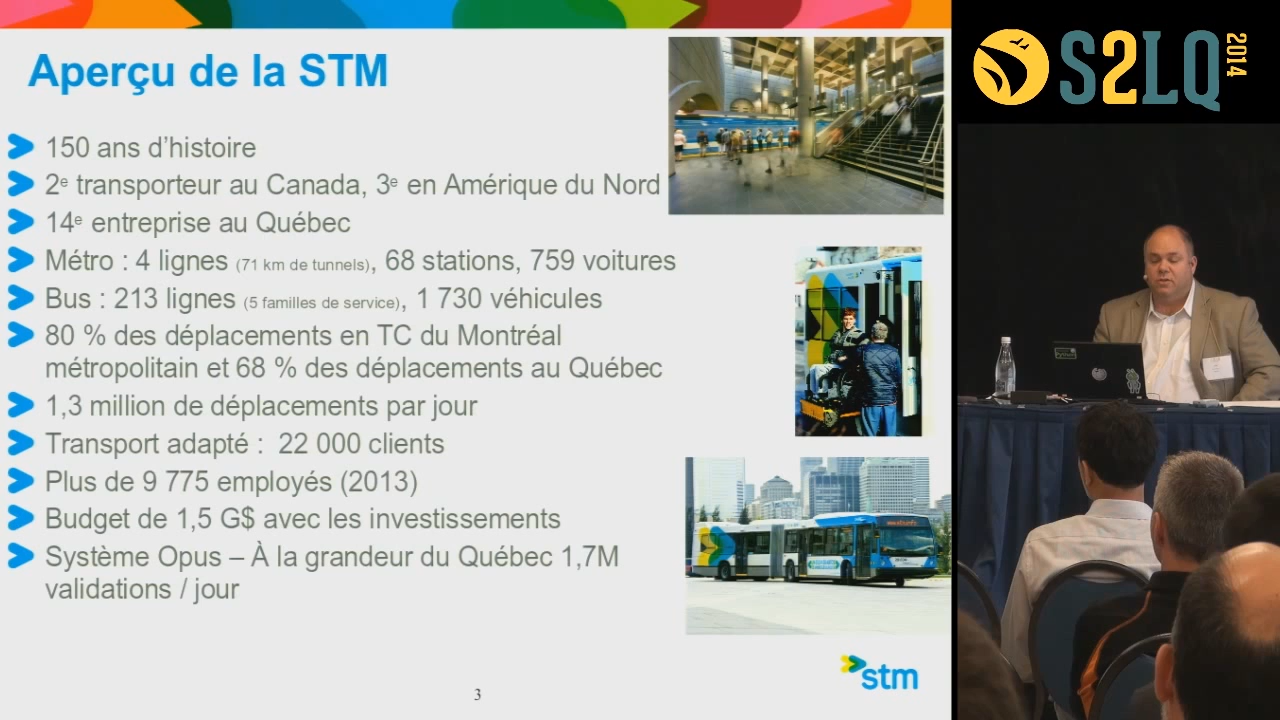 Aperçu de la STM
150 ans d'histoire
2e transporteur au Canada, 3e en Amérique du Nord
14e entreprise au Québec
Métro : 4 lignes (71 km de tunnels), 68 stations, 759 voitures
Bus : 213 lignes (5 familles de service), 1 730 véhicules
80 % des déplacements en TC du Montréal
métropolitain et 68 % des déplacements au Québec
1,3 million de déplacements par jour
Transport adapté : 22 000 clients
Plus de 9 775 employés (2013)
Budget de 1,5 G$ avec les investissements
Système Opus – À la grandeur du Québec 1,7M
validations / jour
stm
3
S2LQ 2014